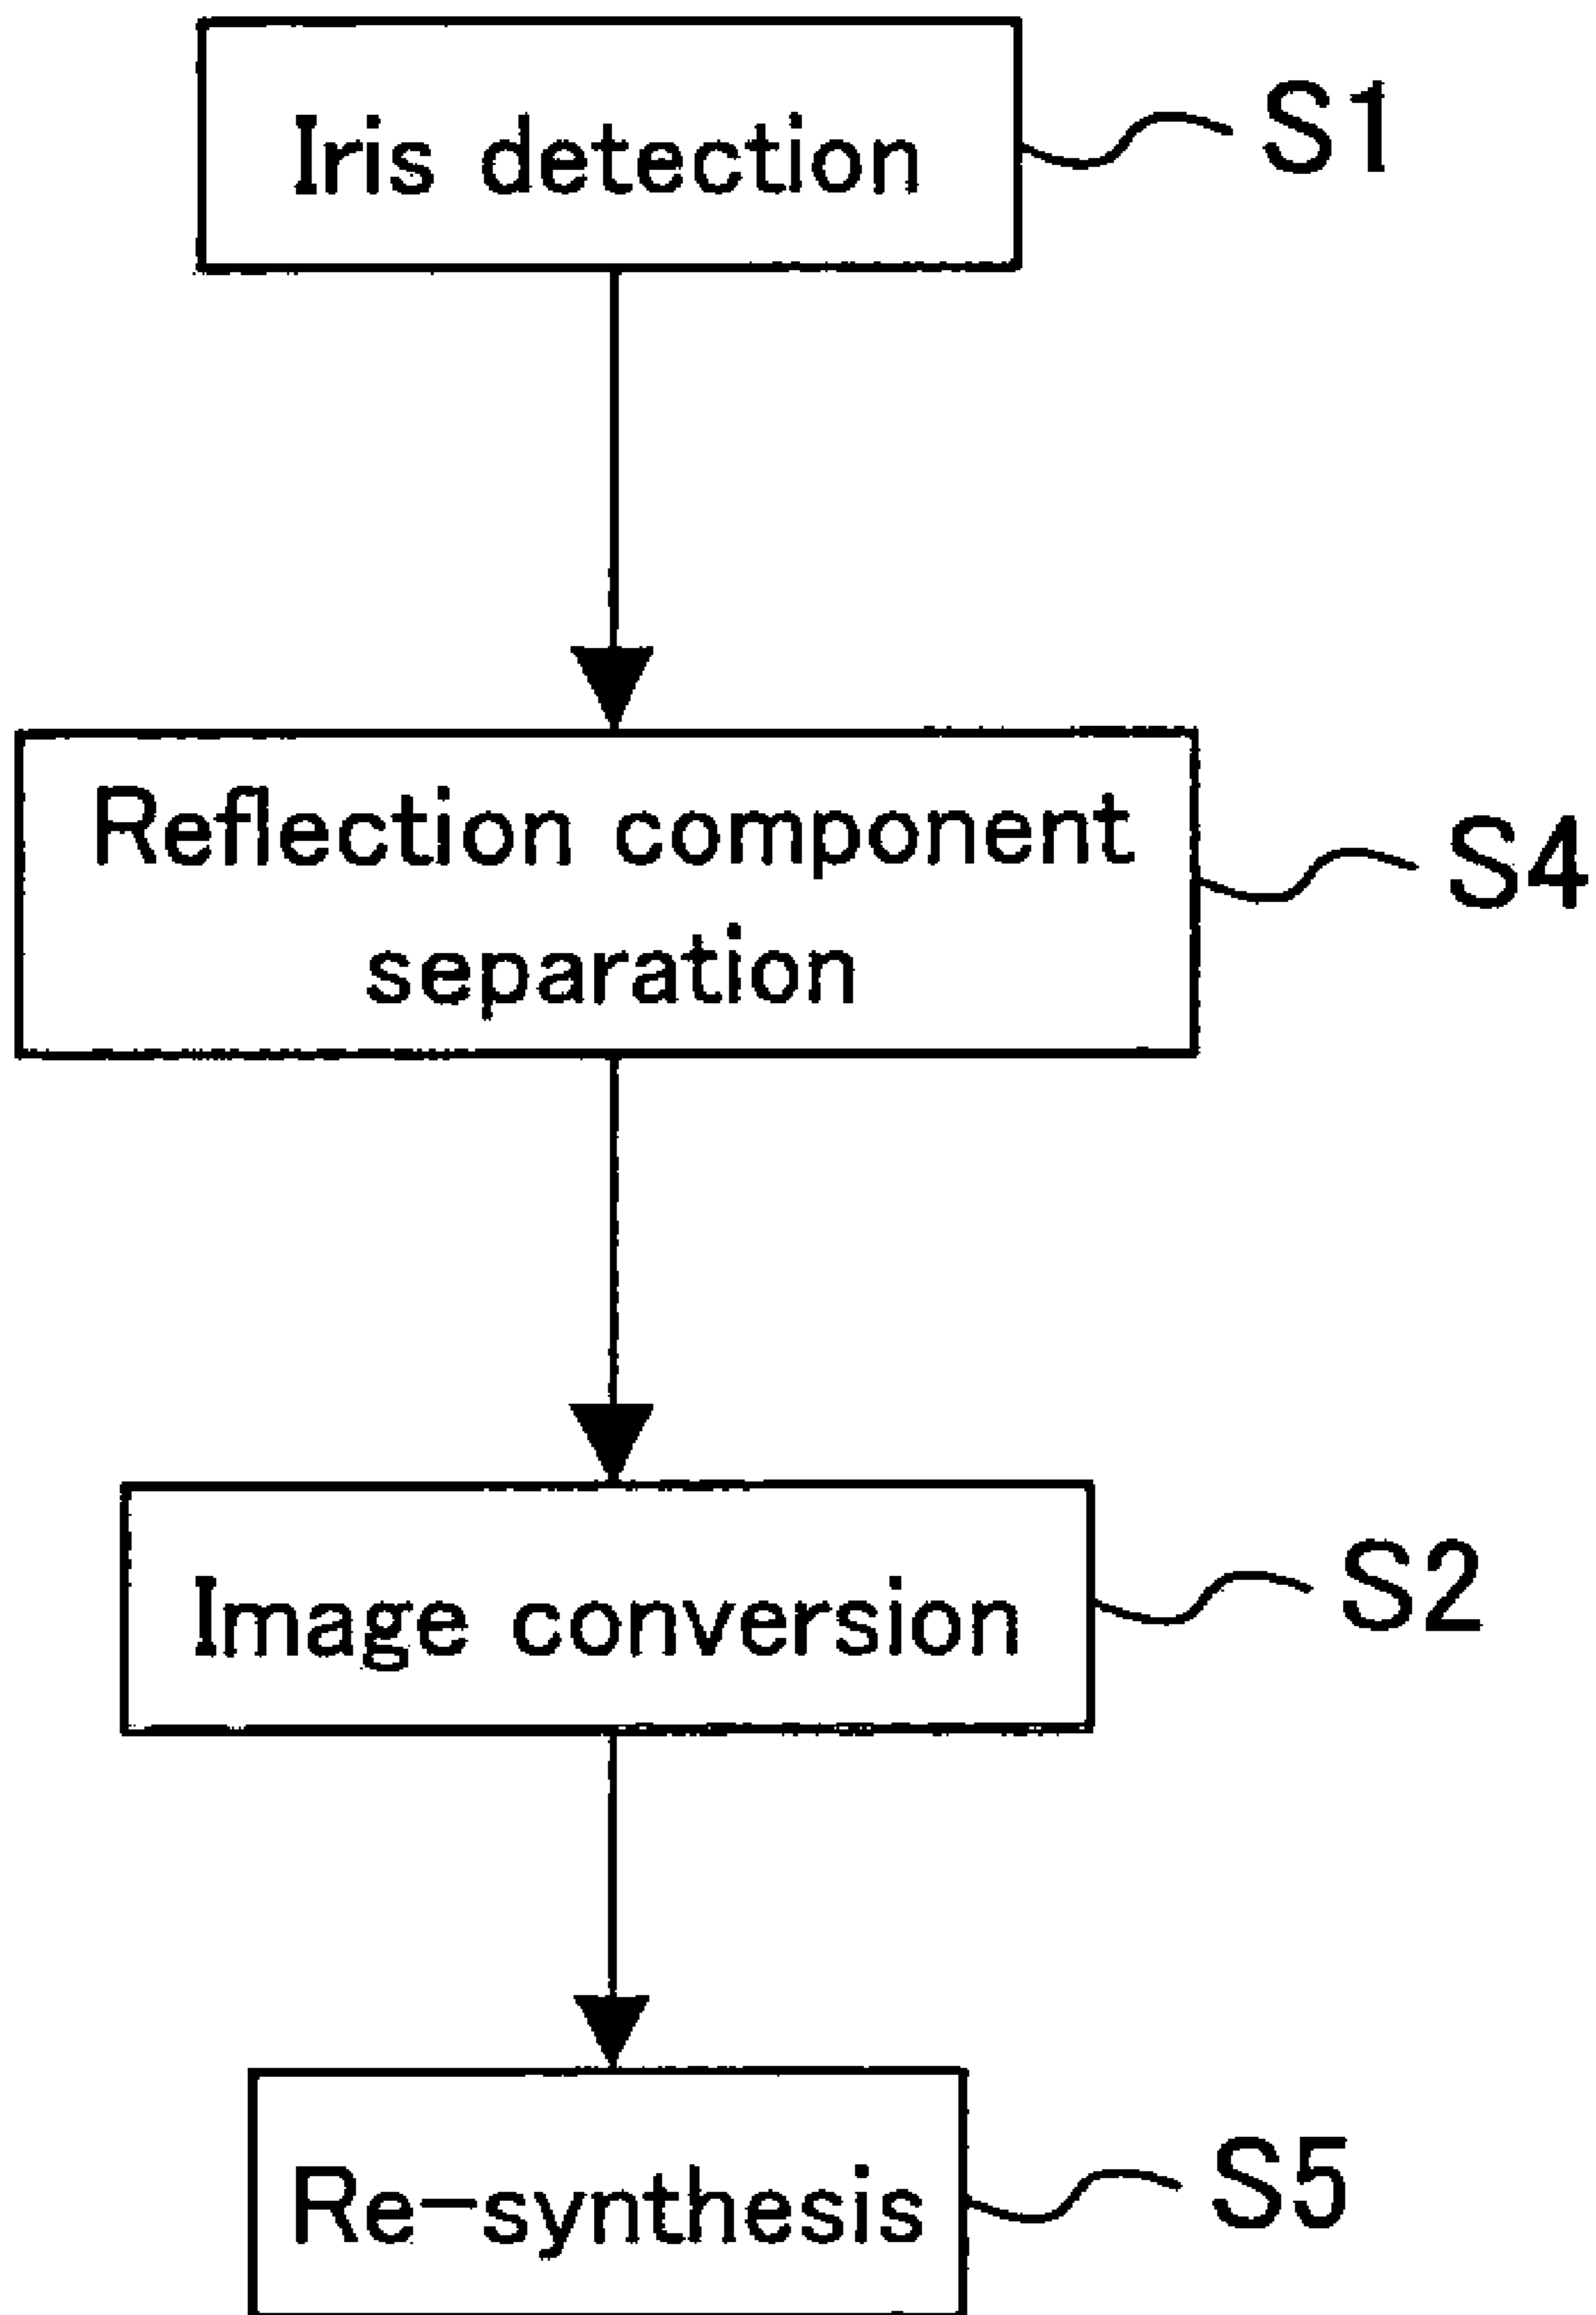 Iris detection
S1
Reflection component
separation
S4
Image conversion
S2
Re-synthesis
S5